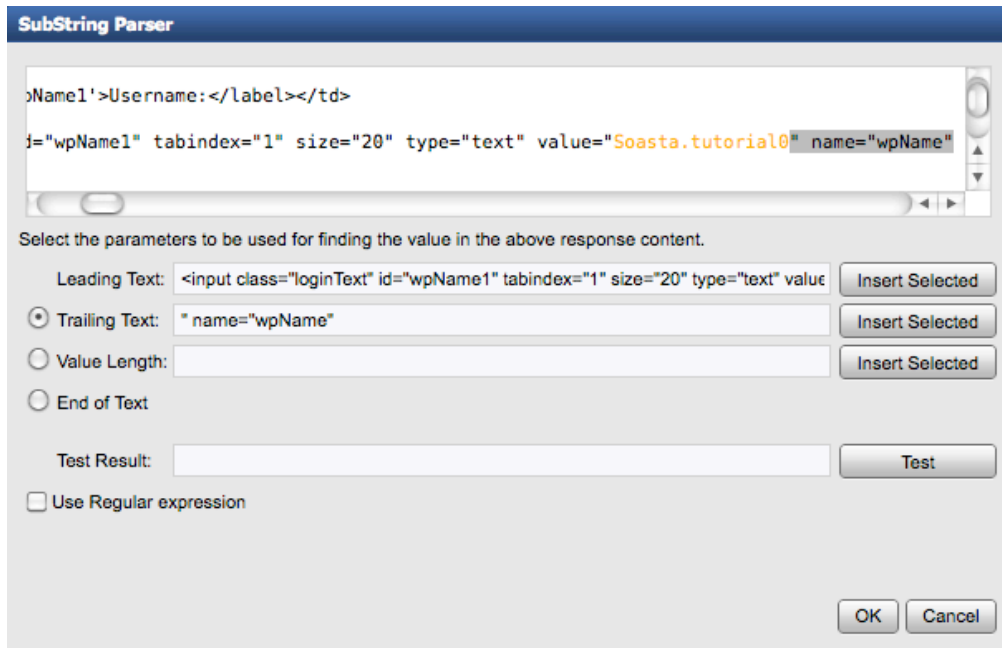 SubString Parser
pName1'>Username:</label></td>
d="wpName1" tabindex="1" size="20" type="text" value="Soasta.tutorial0" name="wpName"
Select the parameters to be used for finding the value in the above response content.
Leading Text: <input class="loginText" id="wpName1" tabindex="1" size="20" type="text" value Insert Selected
Trailing Text: " name="wpName" Insert Selected
Value Length: Insert Selected
End of Text
Test Result: Test
Use Regular expression
OK Cancel